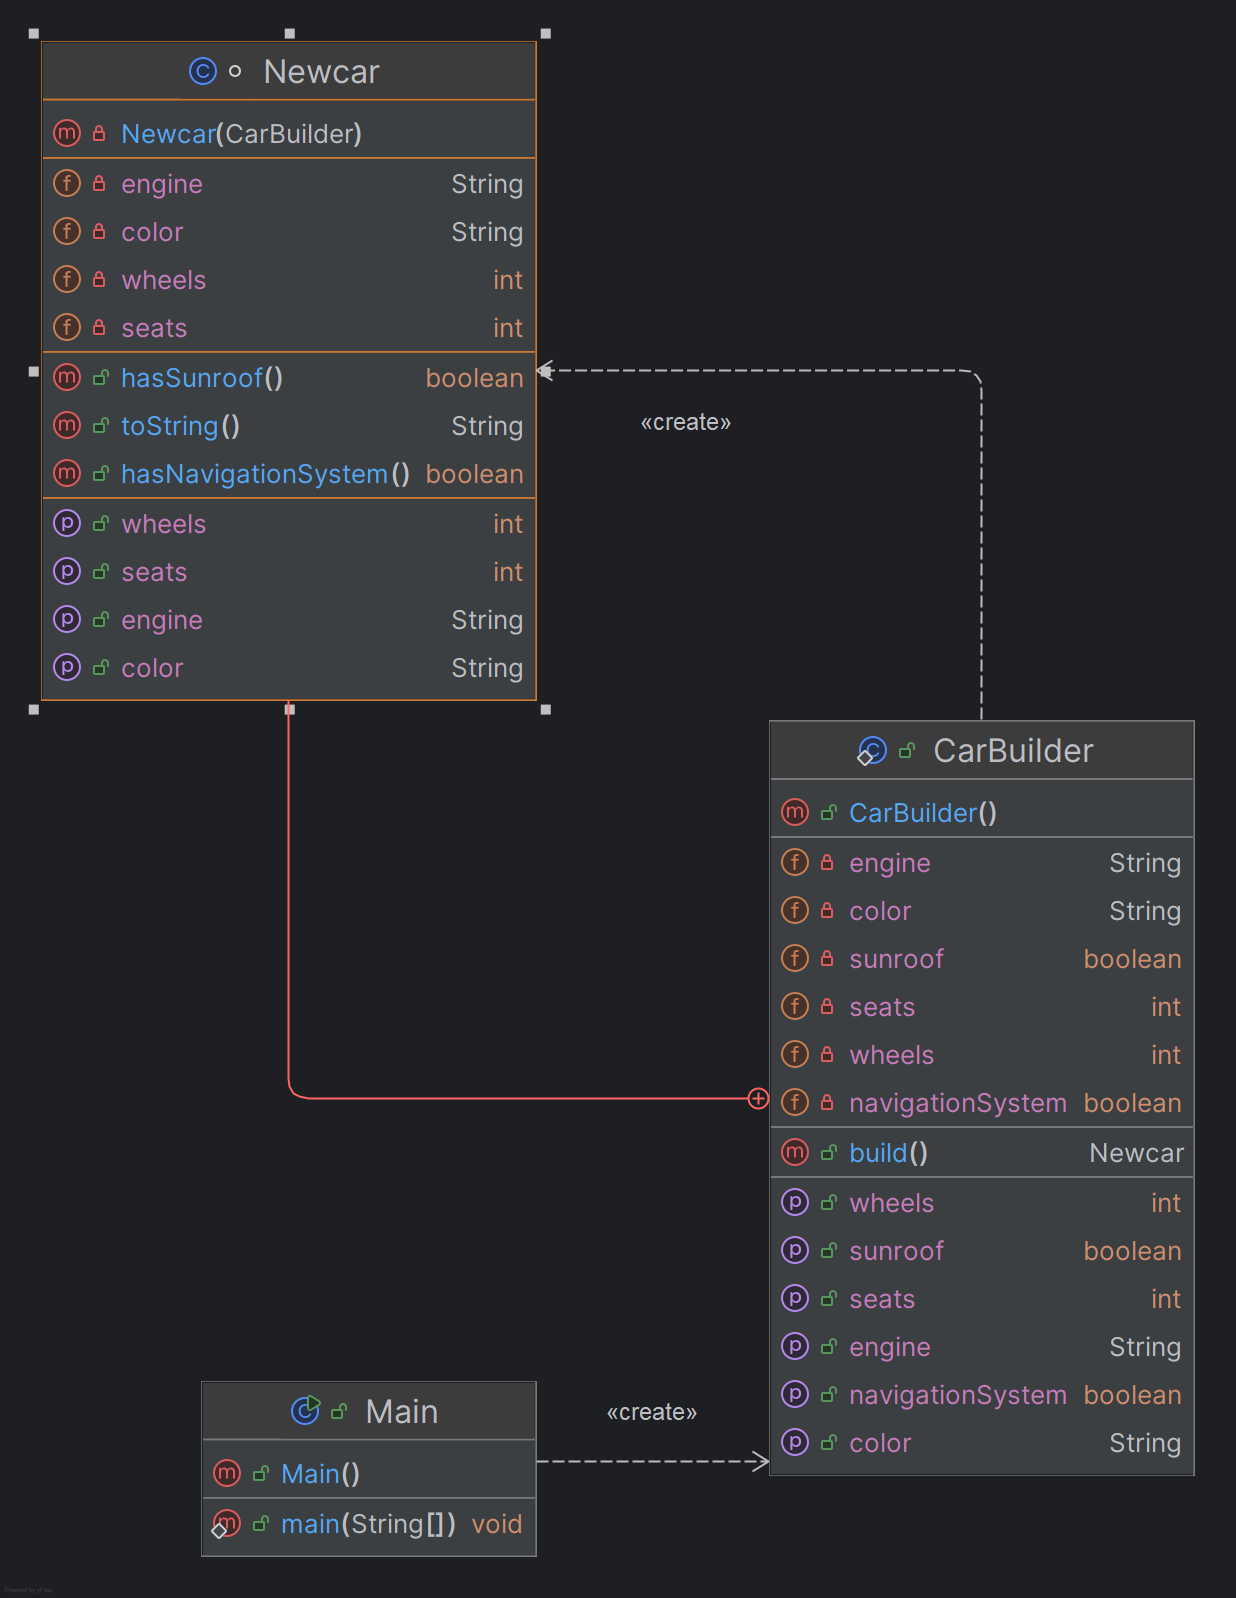 Newcar
Newcar(CarBuilder)
engine String
color String
wheels int
seats int
hasSunroof() boolean
toString() String
hasNavigationSystem() boolean
wheels int
seats int
engine String
color String
«create»
CarBuilder
CarBuilder()
engine String
color String
sunroof boolean
seats int
wheels int
navigationSystem boolean
build() Newcar
wheels int
sunroof boolean
seats int
engine String
navigationSystem boolean
color String
Main
Main()
main(String[]) void
«create»
Powered by yFiles